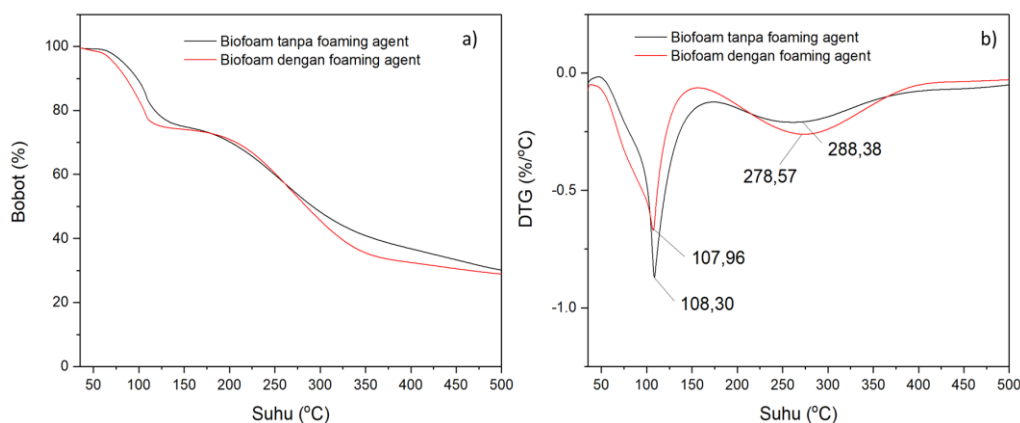 a)
Biofoam tanpa foaming agent
Biofoam dengan foaming agent
100
80
60
40
20
0
Bobot (%)
50 100 150 200 250 300 350 400 450 500
Suhu (ºC)
b)
Biofoam tanpa foaming agent
Biofoam dengan foaming agent
0.0
-0.5
-1.0
DTG (%/ºC)
288,38
278,57
107,96
108,30
50 100 150 200 250 300 350 400 450 500
Suhu (ºC)